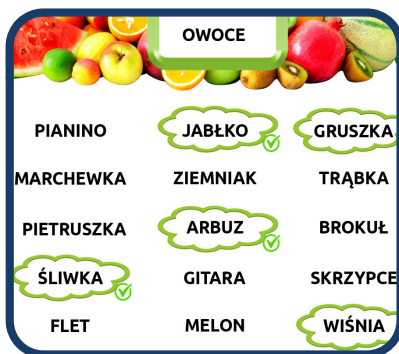 OWOCE
PIANINO JABŁKO GRUSZKA
MARCHEWKA ZIEMNIAK TRĄBKA
PIETRUSZKA ARBUZ BROKUŁ
ŚLIWKA GITARA SKRZYPCE
FLET MELON WIŚNIA